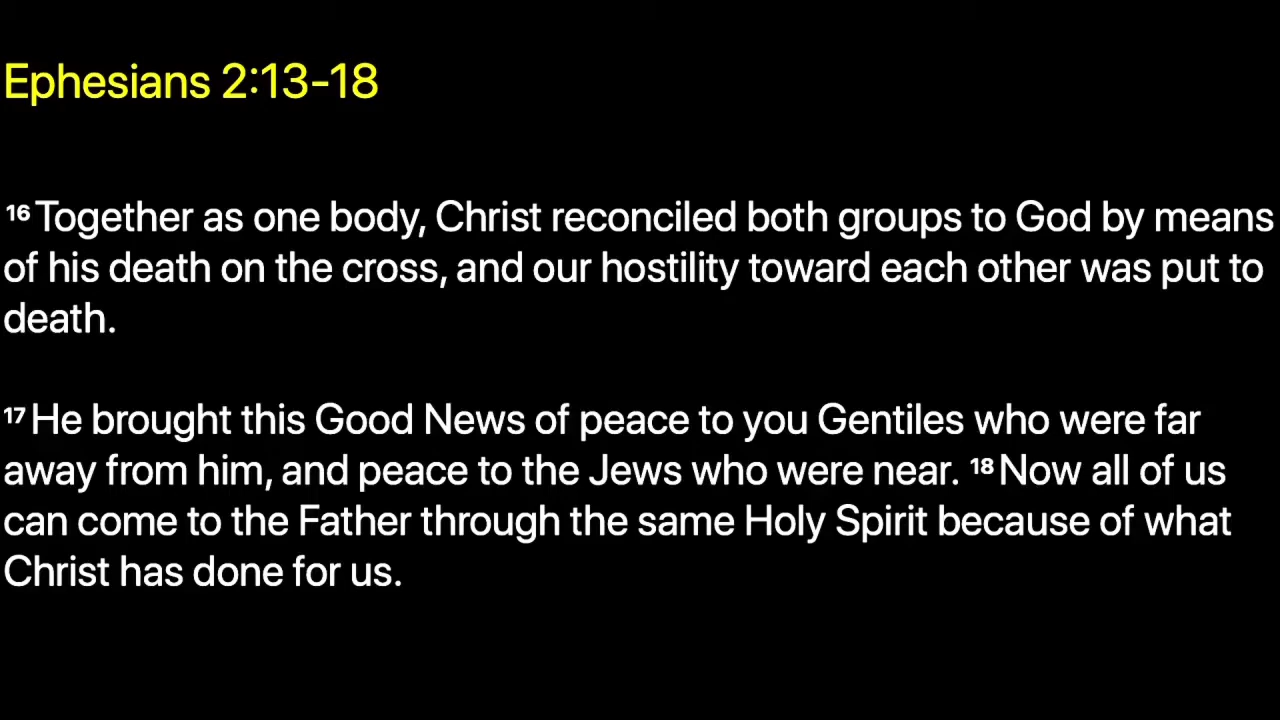 Ephesians 2:13-18
16 Together as one body, Christ reconciled both groups to God by means
of his death on the cross, and our hostility toward each other was put to
death.
17 He brought this Good News of peace to you Gentiles who were far
away from him, and peace to the Jews who were near. 18 Now all of us
can come to the Father through the same Holy Spirit because of what
Christ has done for us.